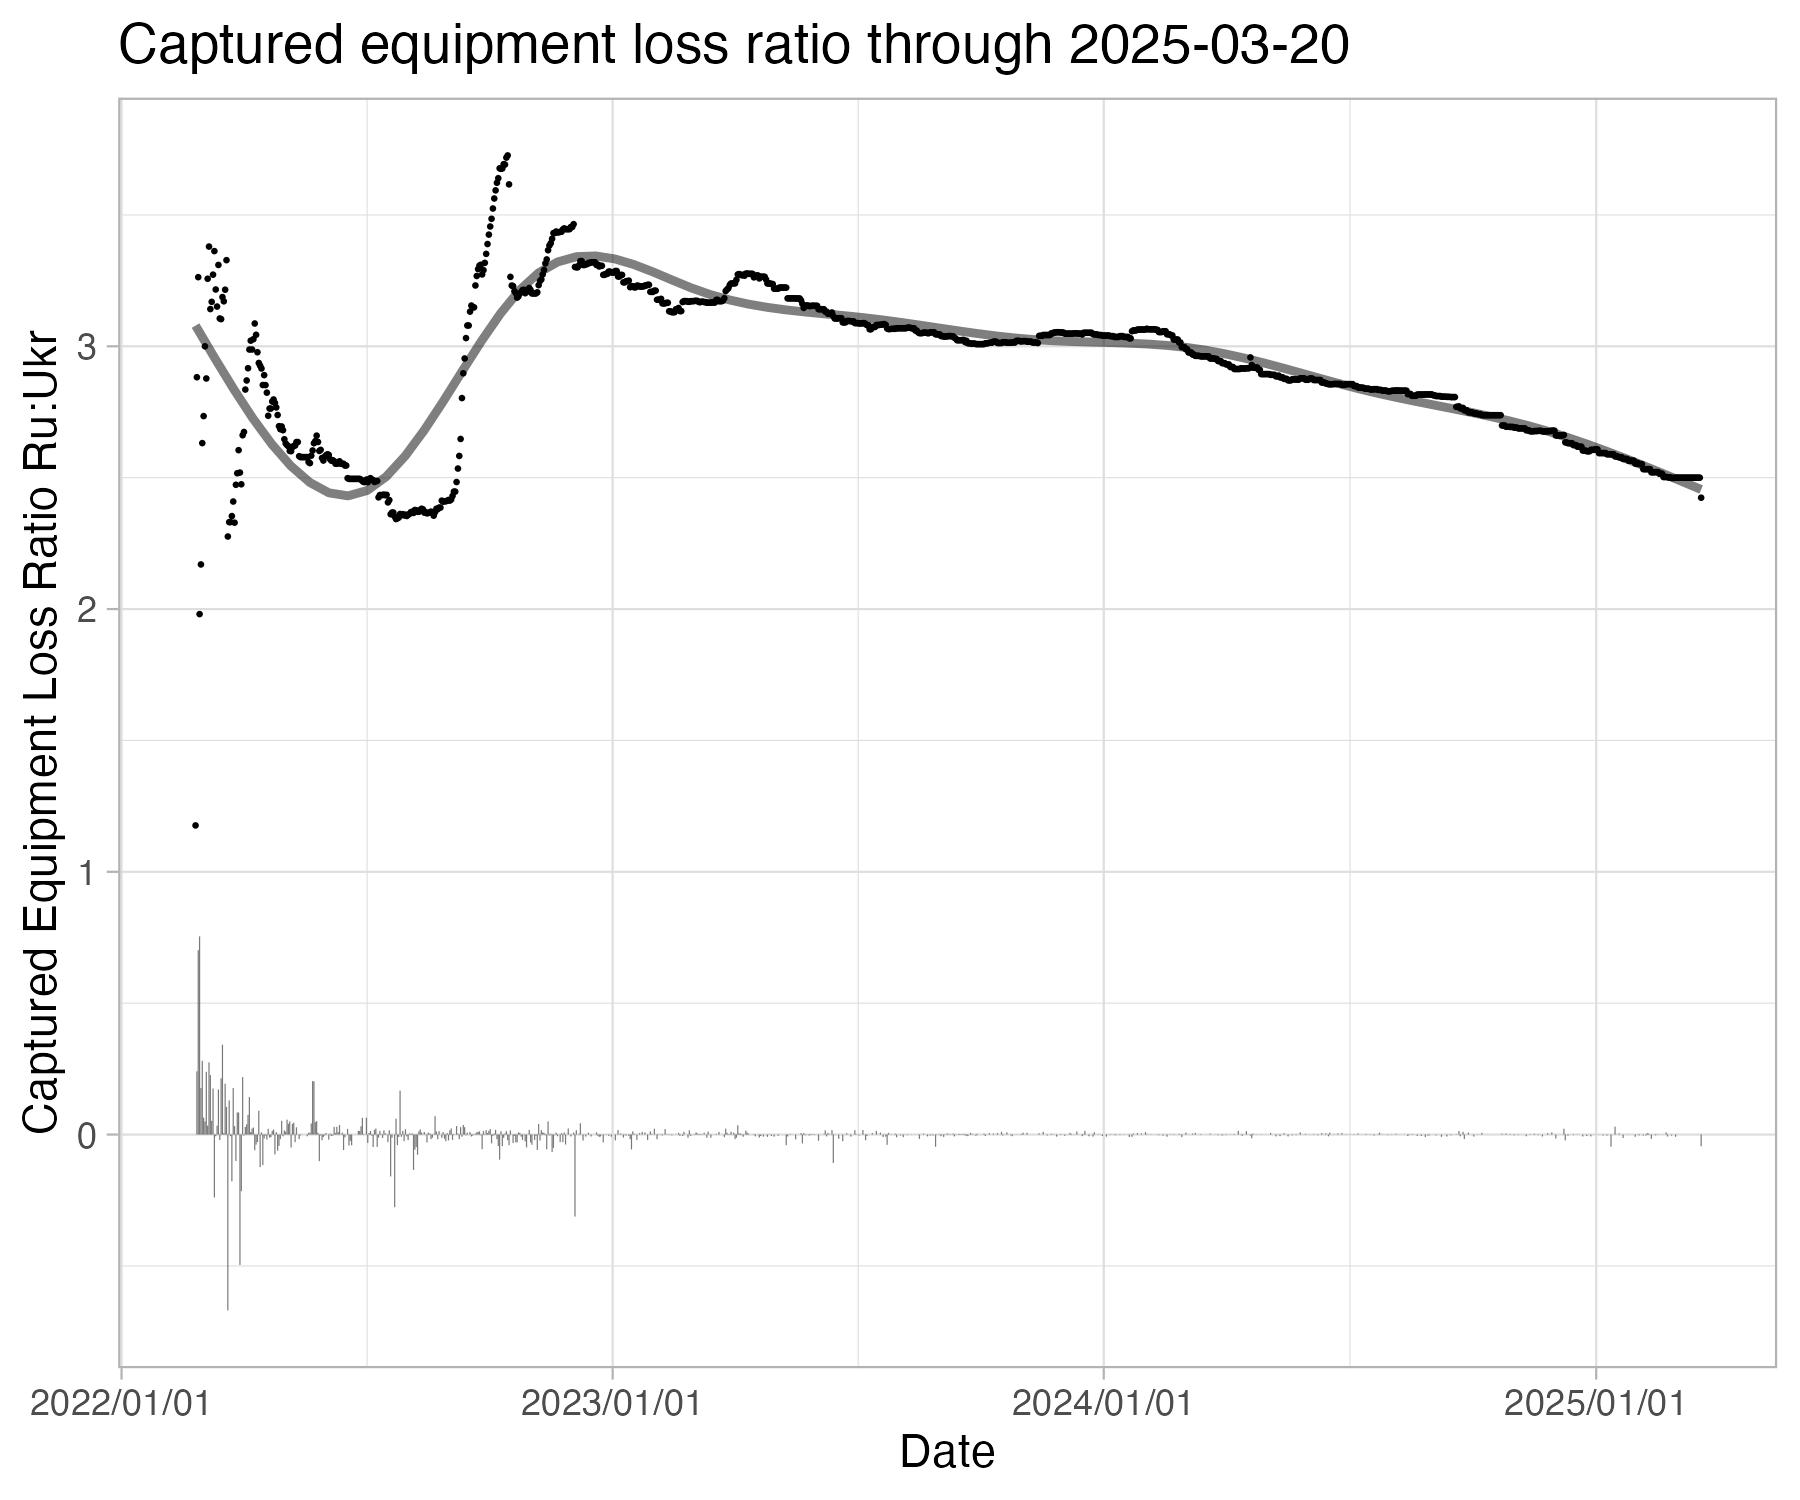 Captured equipment loss ratio through 2025-03-20
Captured Equipment Loss Ratio Ru:Ukr
3
2
1
0
2022/01/01
2023/01/01
2024/01/01
2025/01/01
Date